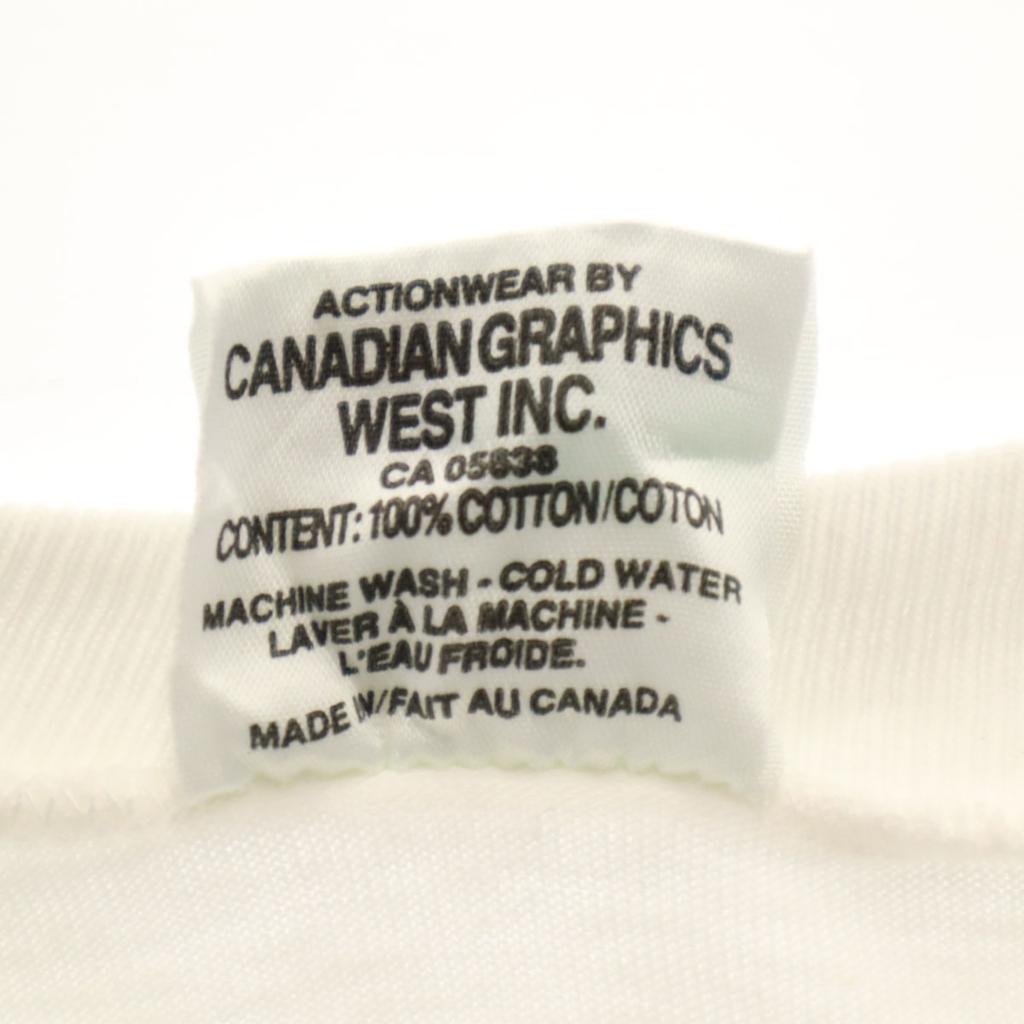 ACTIONWEAR BY
CANADIAN GRAPHICS
WEST INC.
CA 05638
CONTENT: 100% COTTON/COTON
MACHINE WASH - COLD WATER
LAVER À LA MACHINE -
L'EAU FROIDE.
MADE IN/FAIT AU CANADA